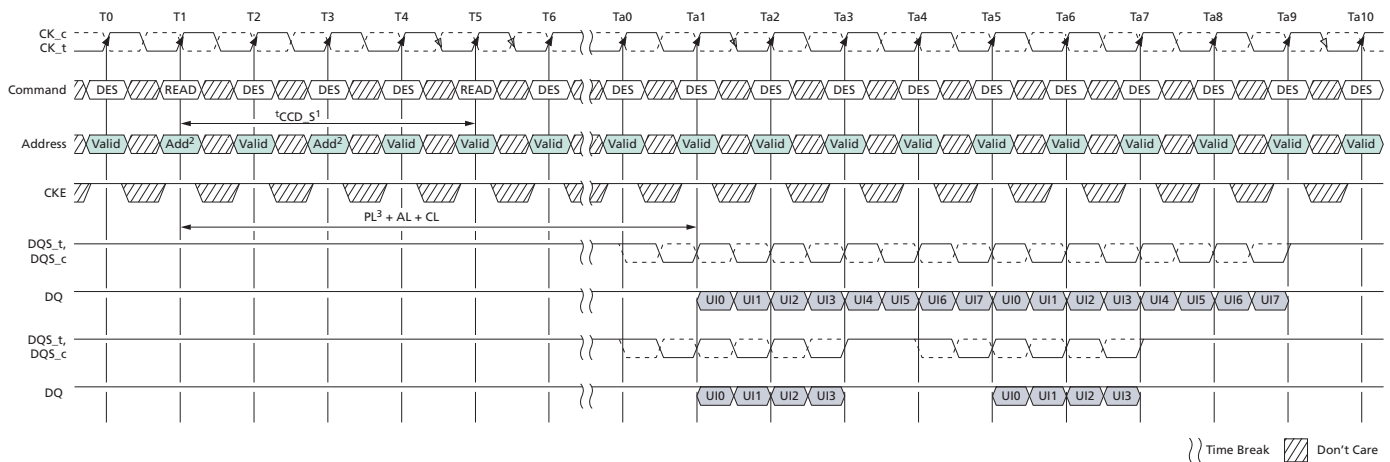 T0 T1 T2 T3 T4 T5 T6 Ta0 Ta1 Ta2 Ta3 Ta4 Ta5 Ta6 Ta7 Ta8 Ta9 Ta10
CK_c
CK_t
Command DES READ DES DES DES READ DES DES DES DES DES DES DES DES DES DES DES DES
tCCD_S1
Address Valid Add2 Valid Add2 Valid Valid Valid Valid Valid Valid Valid Valid Valid Valid Valid Valid Valid Valid
CKE
PL3 + AL + CL
DQS_t,
DQS_c
DQ UI0 UI1 UI2 UI3 UI4 UI5 UI6 UI7 UI0 UI1 UI2 UI3 UI4 UI5 UI6 UI7
DQS_t,
DQS_c
DQ UI0 UI1 UI2 UI3 UI0 UI1 UI2 UI3
Time Break Don't Care